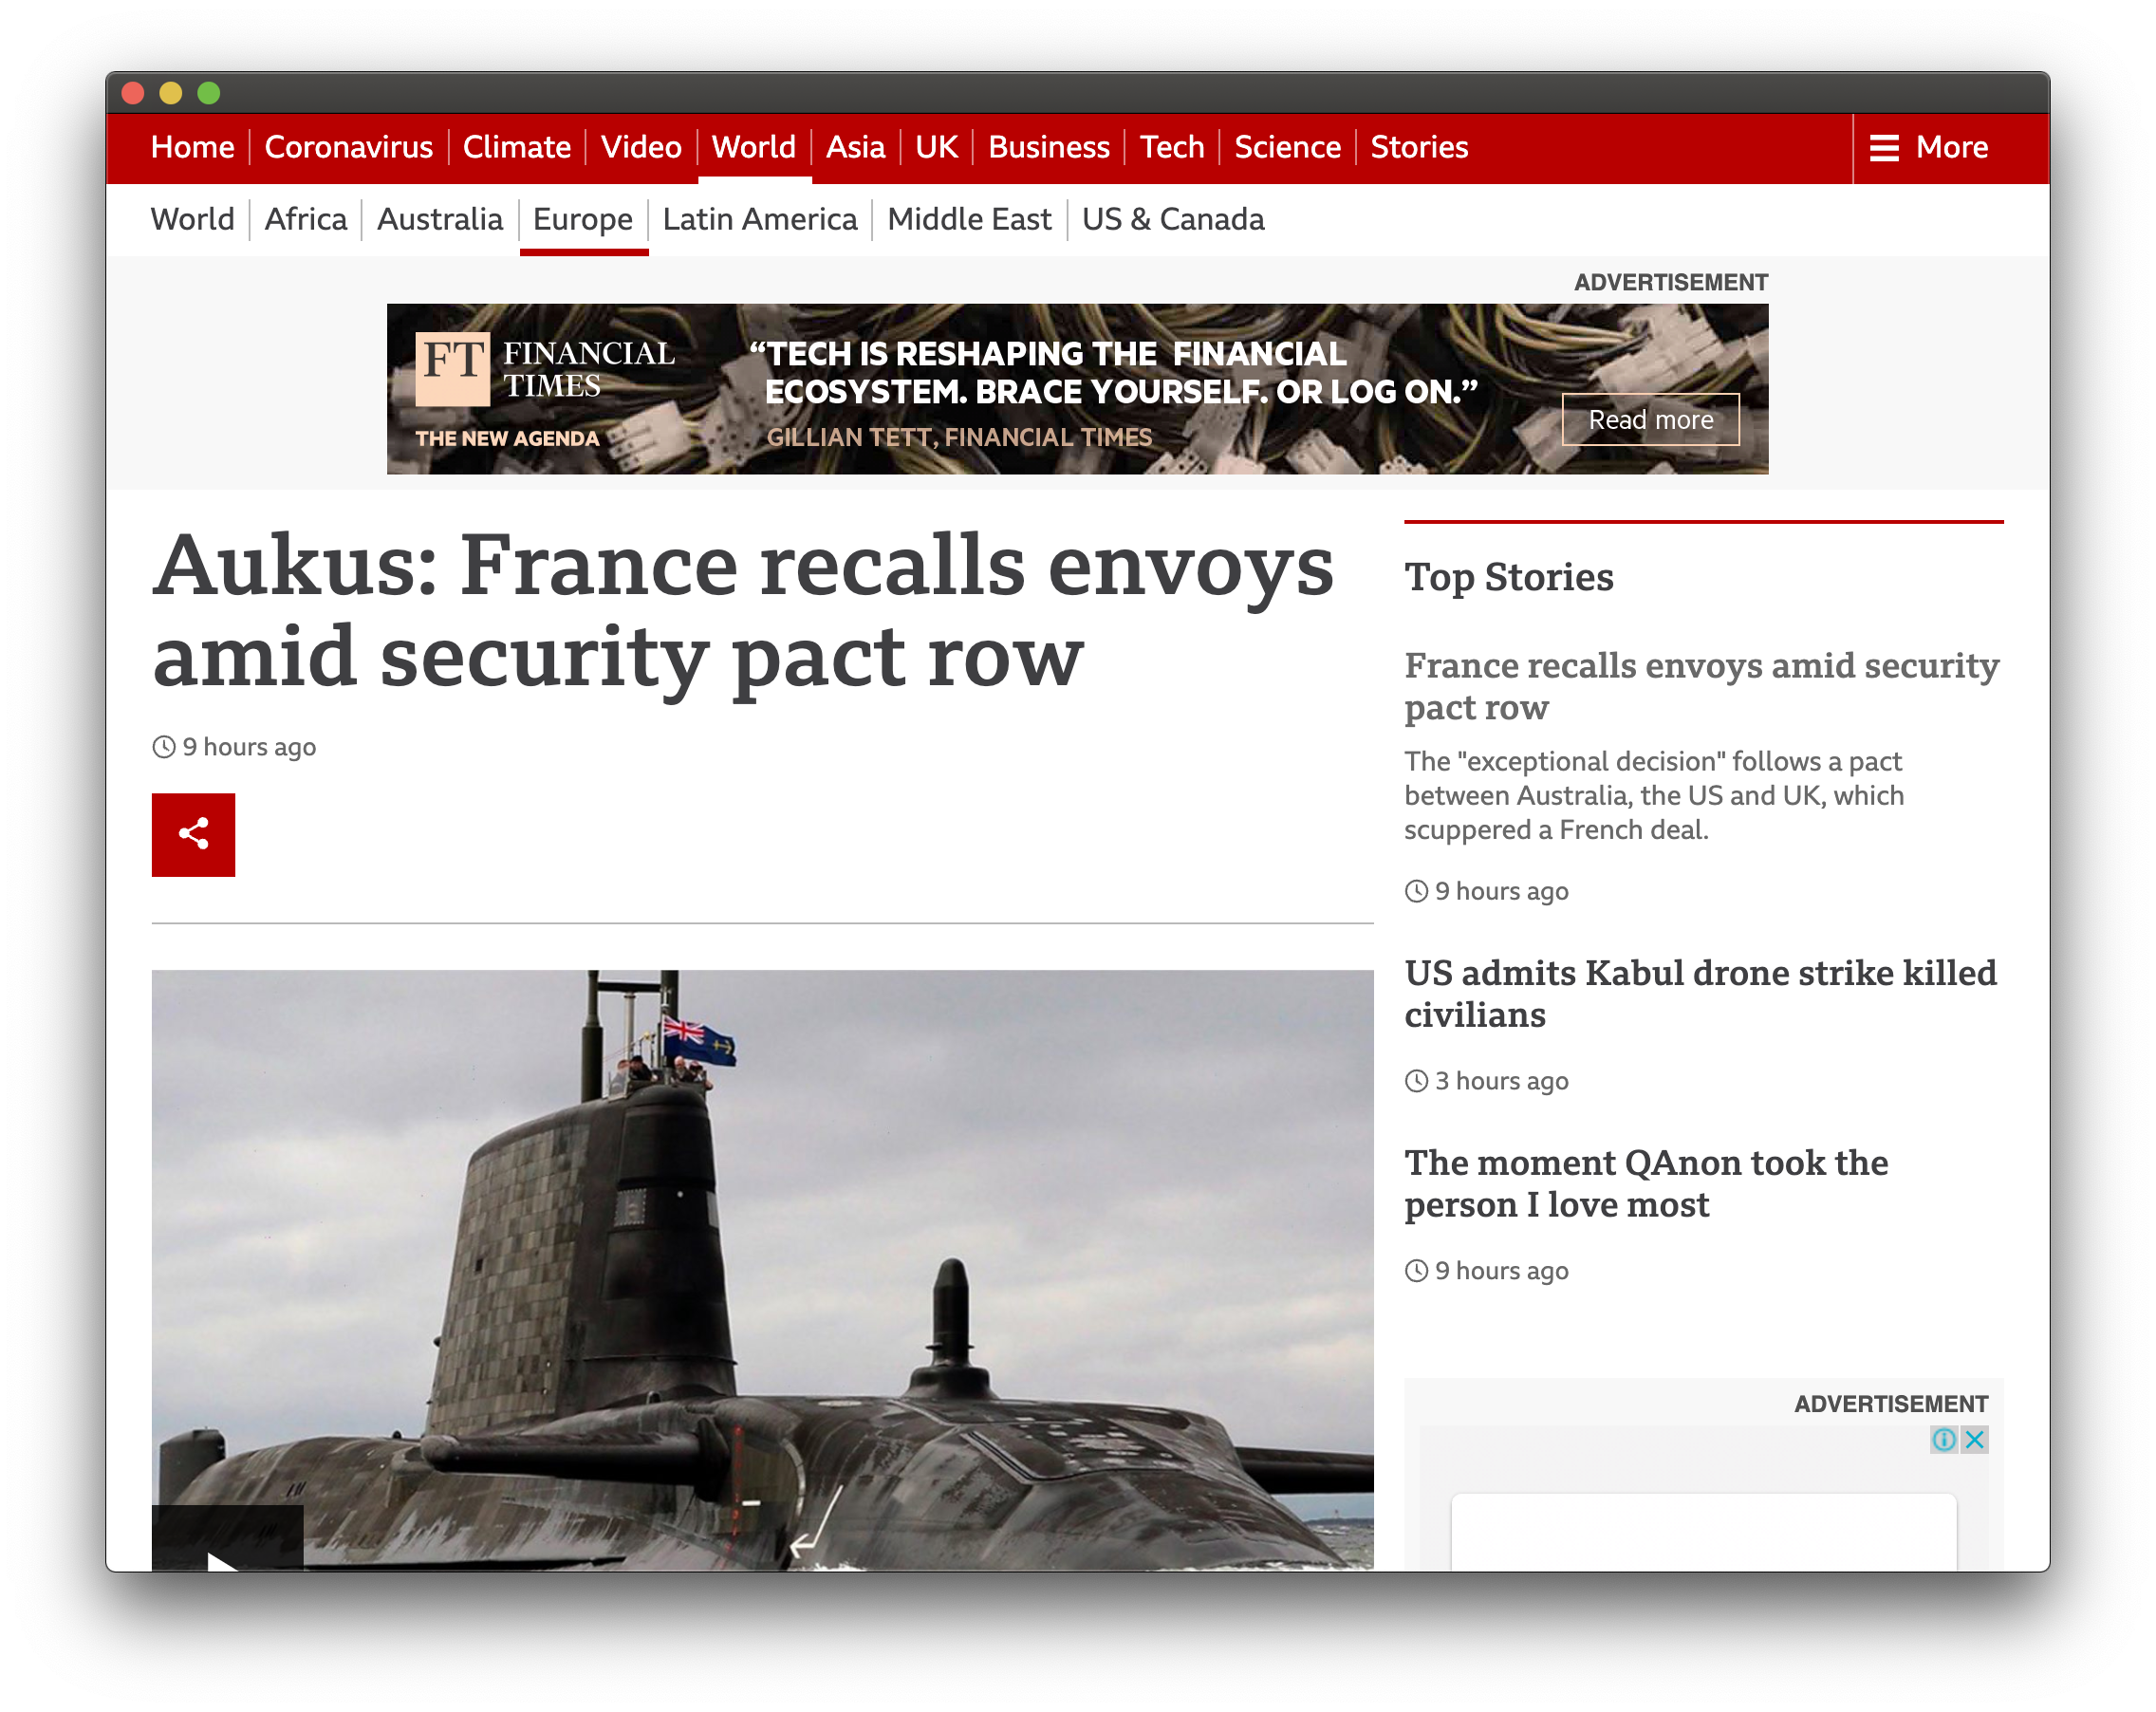 Home Coronavirus Climate Video World Asia UK Business Tech Science Stories More
World Africa Australia Europe Latin America Middle East US & Canada
ADVERTISEMENT
FT FINANCIAL
TIMES
THE NEW AGENDA
“TECH IS RESHAPING THE FINANCIAL
ECOSYSTEM. BRACE YOURSELF. OR LOG ON.”
GILLIAN TETT, FINANCIAL TIMES
Read more
Aukus: France recalls envoys
amid security pact row
9 hours ago
Top Stories
France recalls envoys amid security
pact row
The "exceptional decision" follows a pact
between Australia, the US and UK, which
scuppered a French deal.
9 hours ago
US admits Kabul drone strike killed
civilians
3 hours ago
The moment QAnon took the
person I love most
9 hours ago
ADVERTISEMENT